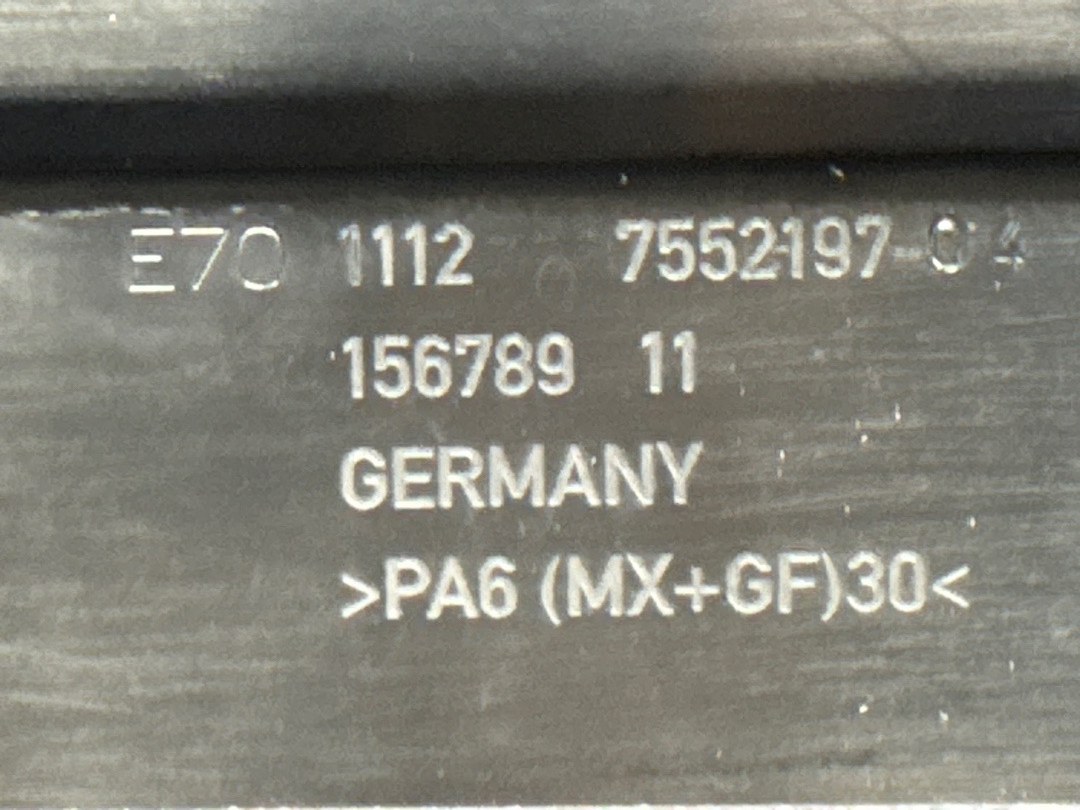 E70 1112 7552197-04
156789 11
GERMANY
>PA6 (MX+GF)30<